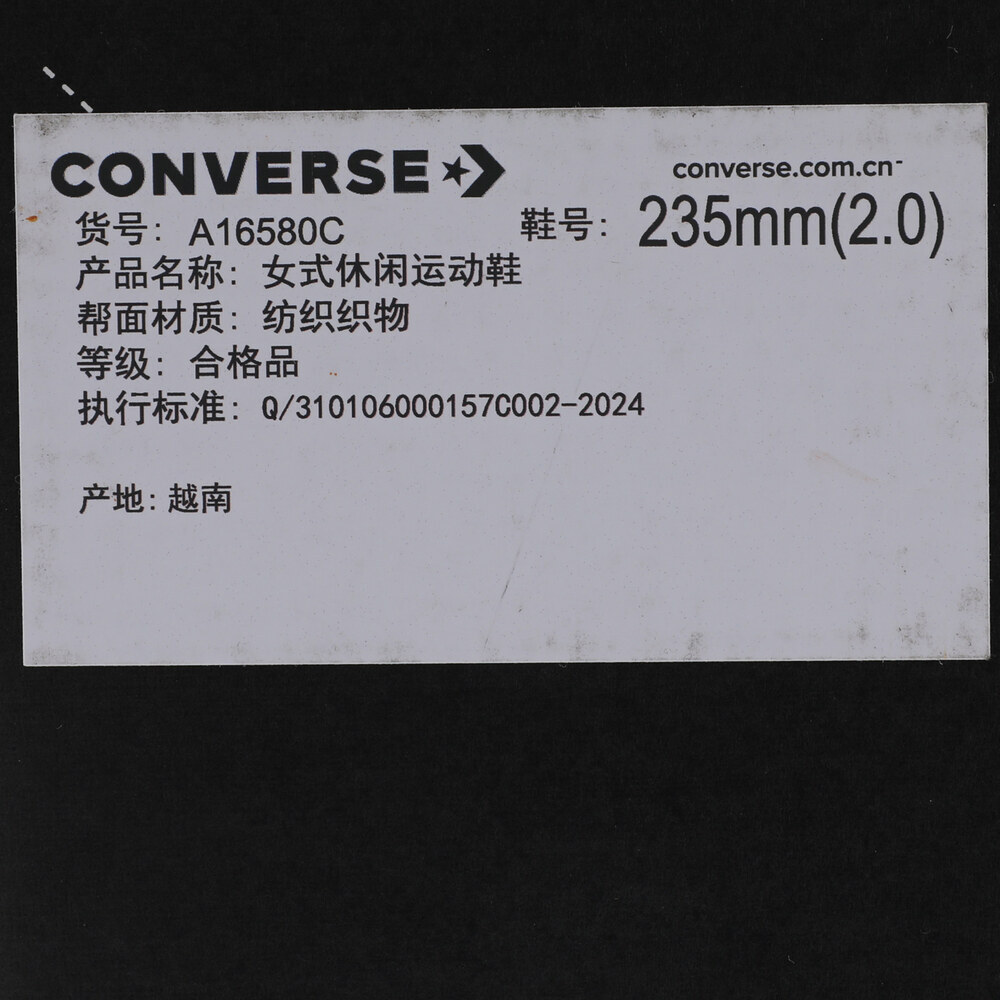 CONVERSE
converse.com.cn
货号: A16580C
鞋号: 235mm(2.0)
产品名称: 女式休闲运动鞋
帮面材质: 纺织织物
等级: 合格品
执行标准: Q/310106000157C002-2024
产地: 越南